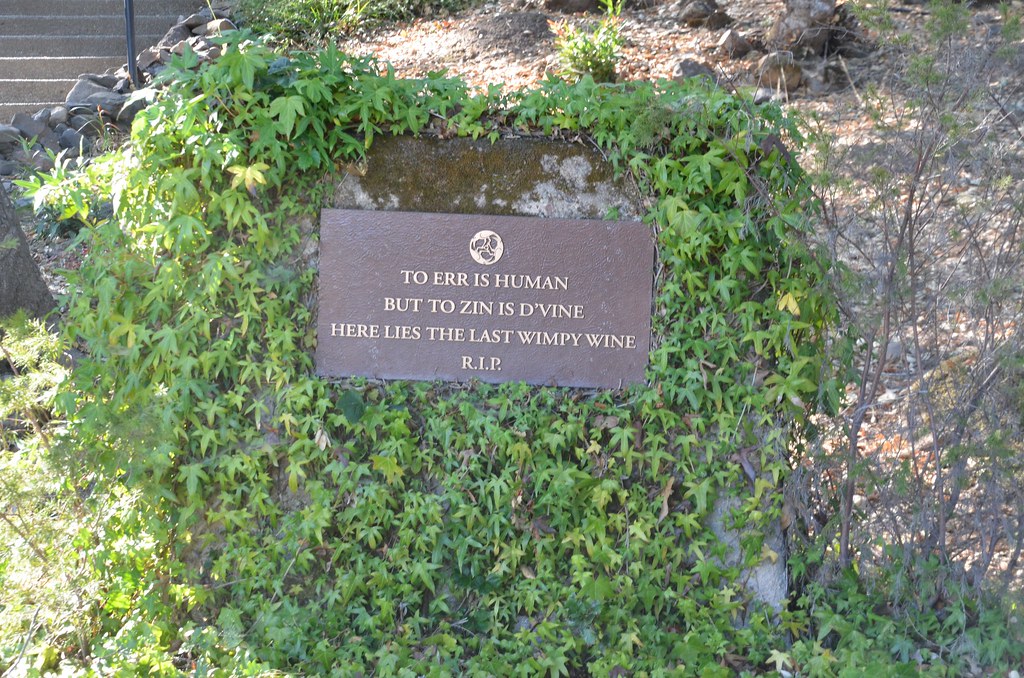 TO ERR IS HUMAN
BUT TO ZIN IS D'VINE
HERE LIES THE LAST WIMPY WINE
R.I.P.